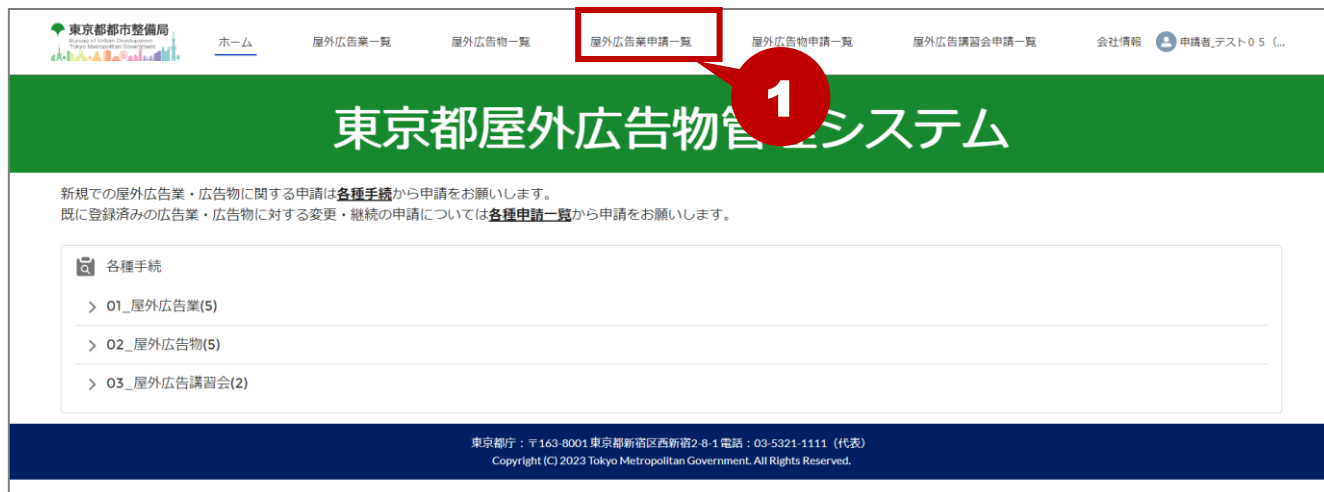 東京都都市整備局
Bureau of Urban Development
Tokyo Metropolitan Government
ホーム
屋外広告業一覧
屋外広告物一覧
屋外広告業申請一覧
屋外広告物申請一覧
屋外広告講習会申請一覧
会社情報
申請者_テスト05（...
1
東京都屋外広告物管理システム
新規での屋外広告業・広告物に関する申請は各種手続から申請をお願いします。
既に登録済みの広告業・広告物に対する変更・継続の申請については各種申請一覧から申請をお願いします。
各種手続
01_屋外広告業(5)
02_屋外広告物(5)
03_屋外広告講習会(2)
東京都庁：〒163-8001 東京都新宿区西新宿2-8-1 電話：03-5321-1111（代表）
Copyright (C) 2023 Tokyo Metropolitan Government. All Rights Reserved.